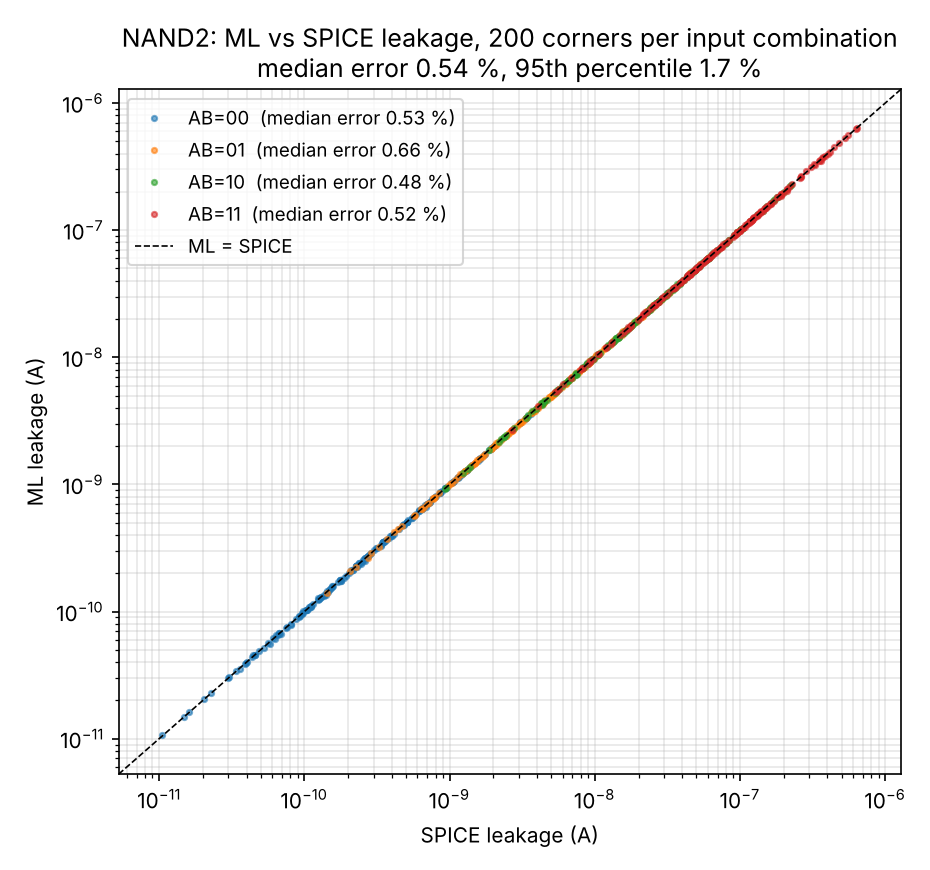 NAND2: ML vs SPICE leakage, 200 corners per input combination
median error 0.54 %, 95th percentile 1.7 %
AB=00 (median error 0.53 %)
AB=01 (median error 0.66 %)
AB=10 (median error 0.48 %)
AB=11 (median error 0.52 %)
ML = SPICE
ML leakage (A)
10⁻⁶
10⁻⁷
10⁻⁸
10⁻⁹
10⁻¹⁰
10⁻¹¹
10⁻¹¹ 10⁻¹⁰ 10⁻⁹ 10⁻⁸ 10⁻⁷ 10⁻⁶
SPICE leakage (A)